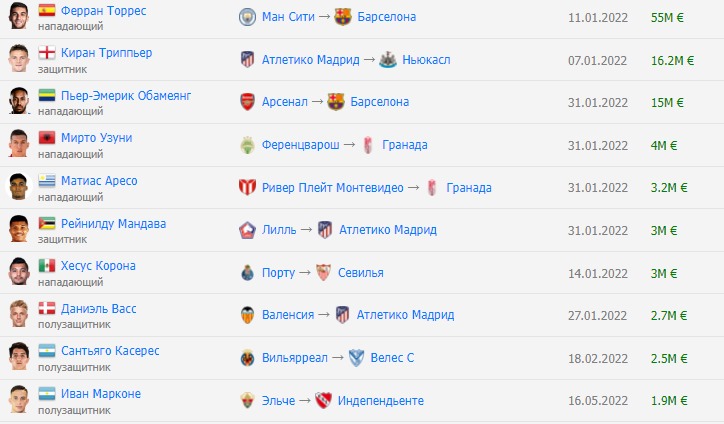 Ферран Торрес
нападающий
Ман Сити → Барселона
11.01.2022
55M €
Киран Триппьер
защитник
Атлетико Мадрид → Ньюкасл
07.01.2022
16.2M €
Пьер-Эмерик Обамеянг
нападающий
Арсенал → Барселона
31.01.2022
15M €
Мирто Узуни
нападающий
Ференцварош → Гранада
31.01.2022
4M €
Матиас Аресо
нападающий
Ривер Плейт Монтевидео → Гранада
31.01.2022
3.2M €
Рейнилду Мандава
защитник
Лилль → Атлетико Мадрид
31.01.2022
3M €
Хесус Корона
нападающий
Порту → Севилья
14.01.2022
3M €
Даниэль Васс
полузащитник
Валенсия → Атлетико Мадрид
27.01.2022
2.7M €
Сантьяго Касерес
полузащитник
Вильярреал → Велес С
18.02.2022
2.5M €
Иван Марконе
полузащитник
Эльче → Индепендьенте
16.05.2022
1.9M €